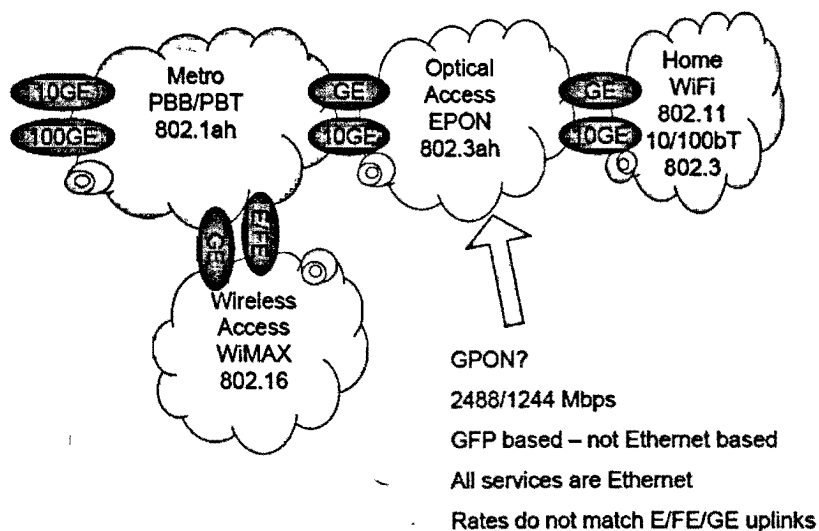 10GE
100GE
Metro
PBB/PBT
802.1ah
GE
10GE
Optical
Access
EPON
802.3ah
GE
10GE
Home
WiFi
802.11
10/100bT
802.3
GE
E/FE
Wireless
Access
WiMAX
802.16
GPON?
2488/1244 Mbps
GFP based – not Ethernet based
All services are Ethernet
Rates do not match E/FE/GE uplinks